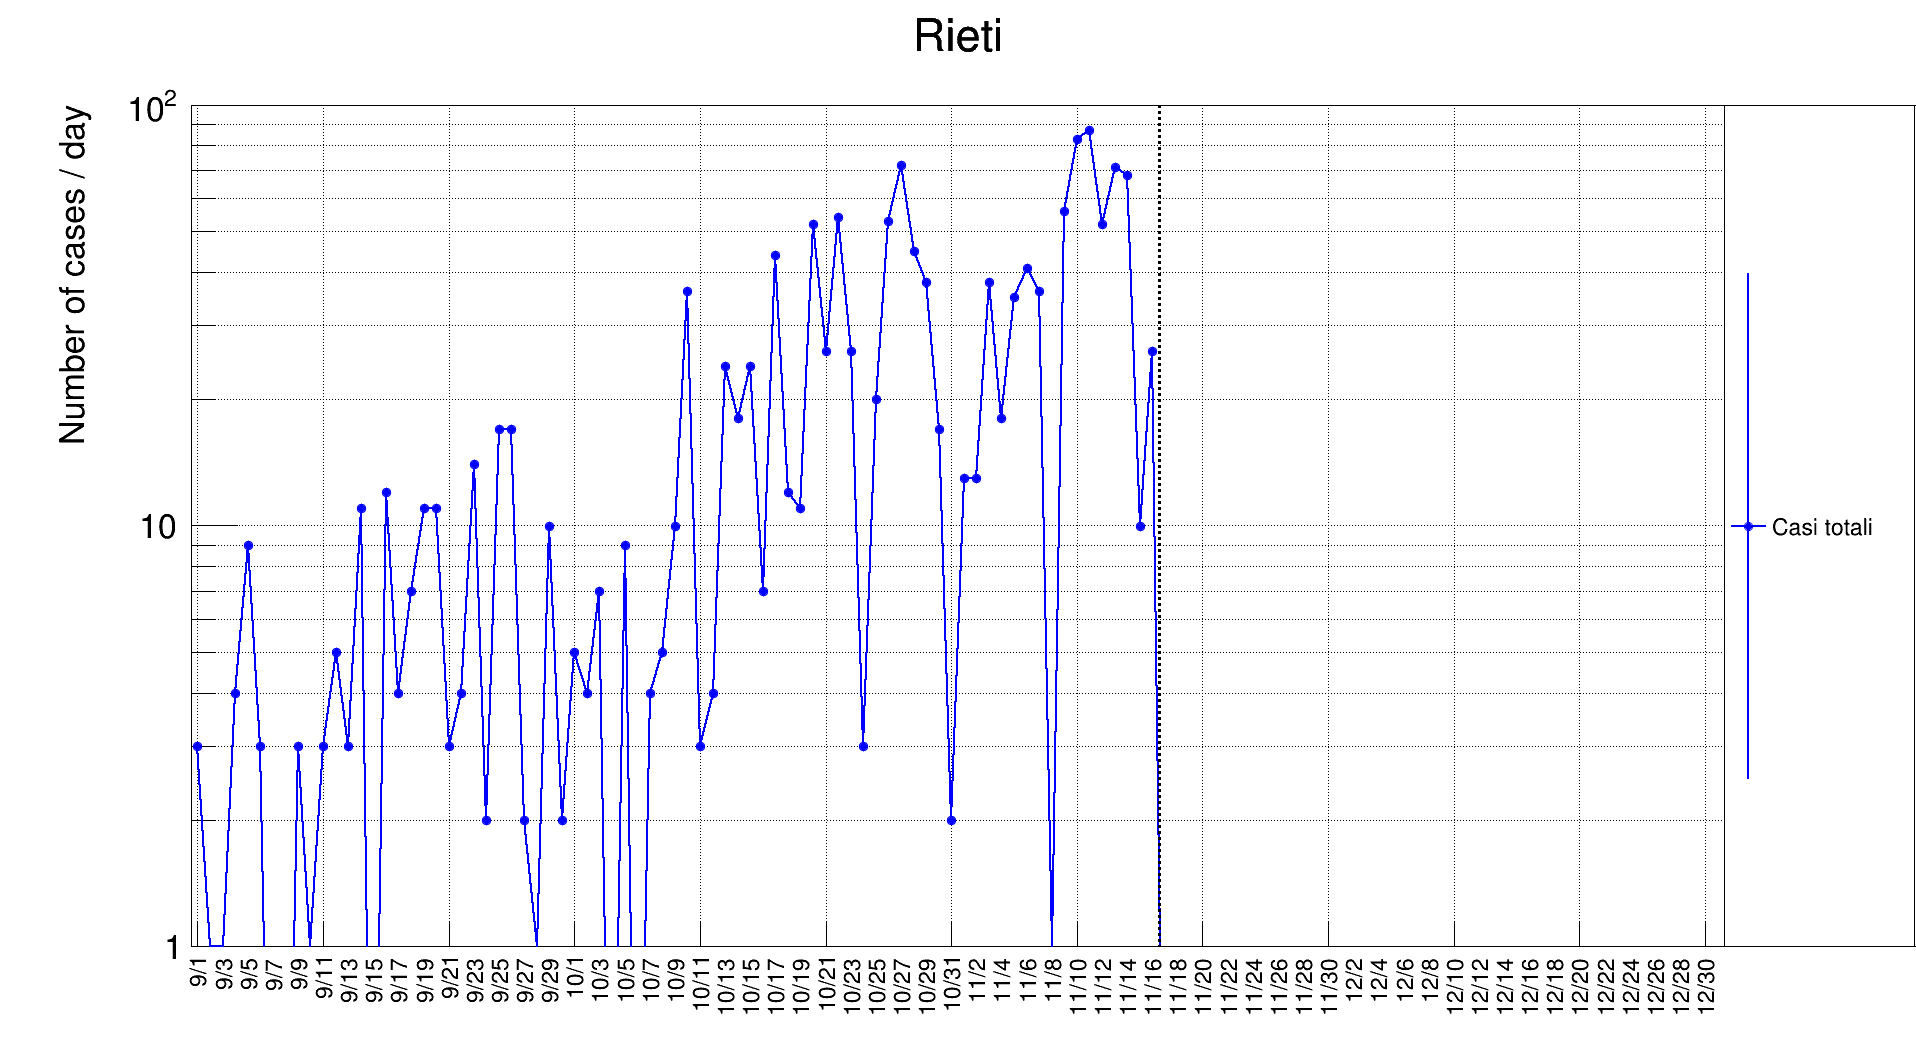 Rieti
Number of cases / day
10²
10
1
9/1 9/3 9/5 9/7 9/9 9/11 9/13 9/15 9/17 9/19 9/21 9/23 9/25 9/27 9/29 10/1 10/3 10/5 10/7 10/9 10/11 10/13 10/15 10/17 10/19 10/21 10/23 10/25 10/27 10/29 10/31 11/2 11/4 11/6 11/8 11/10 11/12 11/14 11/16 11/18 11/20 11/22 11/24 11/26 11/28 11/30 12/2 12/4 12/6 12/8 12/10 12/12 12/14 12/16 12/18 12/20 12/22 12/24 12/26 12/28 12/30
Casi totali